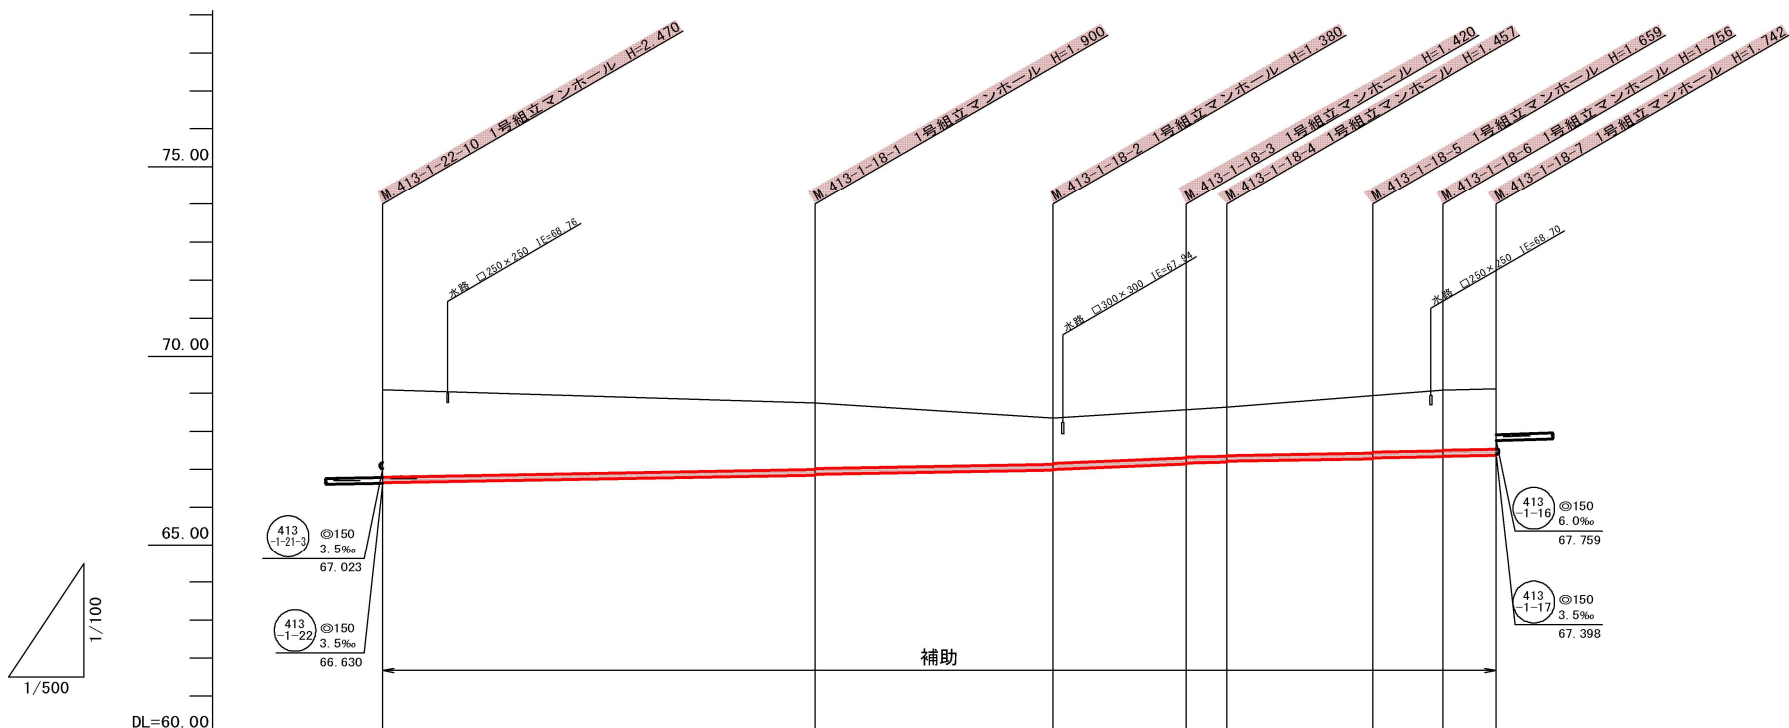 M.413-1-22-10 1号組立マンホール H=2.470
M.413-1-18-1 1号組立マンホール H=1.900
M.413-1-18-2 1号組立マンホール H=1.380
M.413-1-18-3 1号組立マンホール H=1.420
M.413-1-18-4 1号組立マンホール H=1.457
M.413-1-18-5 1号組立マンホール H=1.659
M.413-1-18-6 1号組立マンホール H=1.756
M.413-1-18-7 1号組立マンホール H=1.742
75.00
水路 □250×250 IE=68.76
水路 □300×300 IE=67.94
水路 □250×250 IE=68.70
70.00
65.00
413
-1-21-3
◎150
3.5‰
67.023
413
-1-16
◎150
6.0‰
67.759
413
-1-22
◎150
3.5‰
66.630
413
-1-17
◎150
3.5‰
67.398
1/100
1/500
補助
DL=60.00